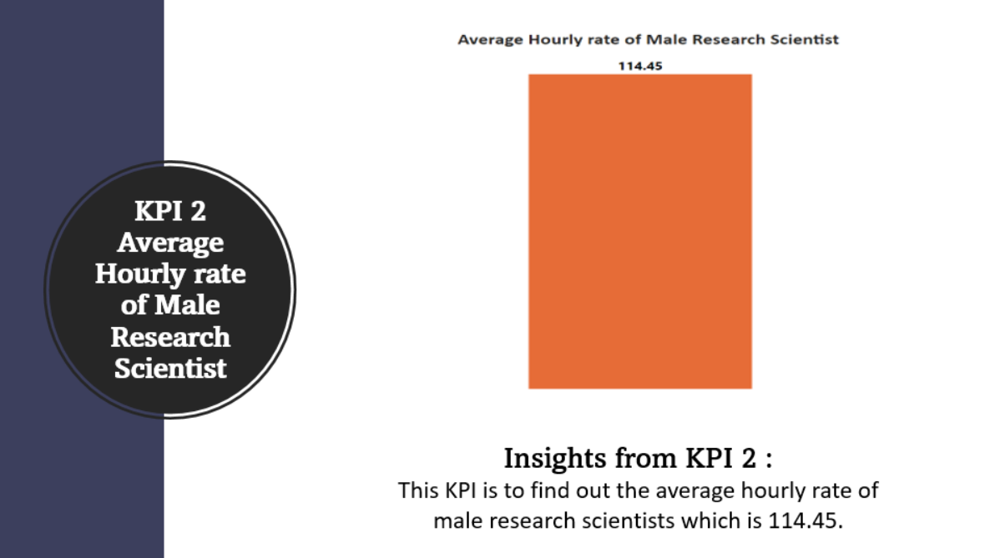 KPI 2
Average
Hourly rate
of Male
Research
Scientist
Average Hourly rate of Male Research Scientist
114.45
Insights from KPI 2 :
This KPI is to find out the average hourly rate of
male research scientists which is 114.45.